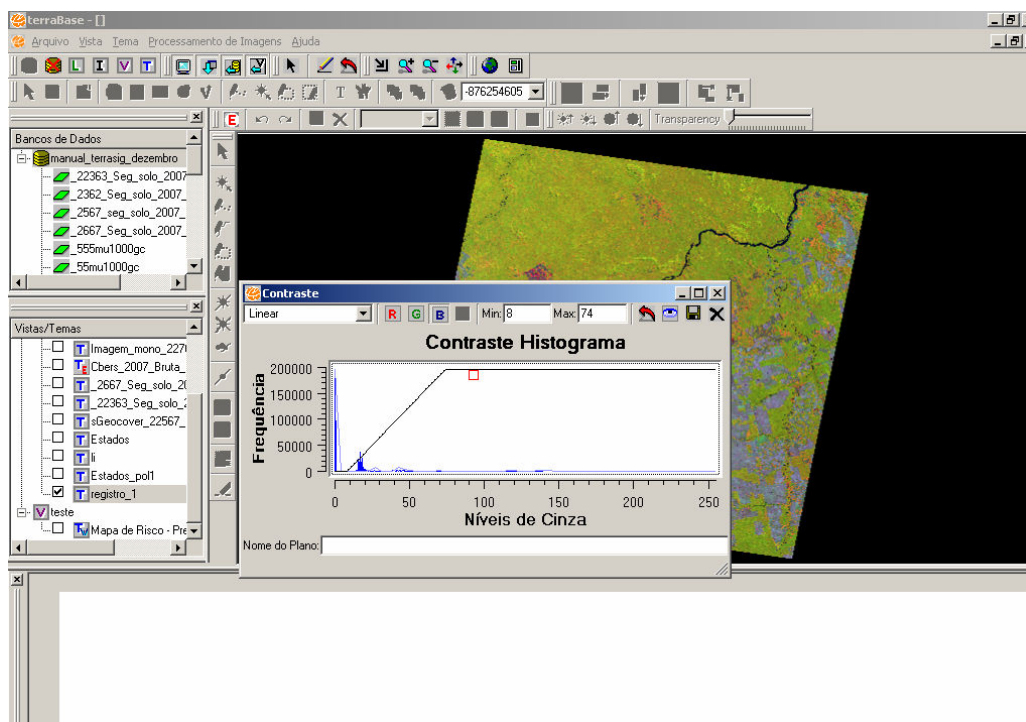 terraBase - []
Arquivo Vista Tema Processamento de Imagens Ajuda
L I V T
T -876254605
E Transparency
Bancos de Dados
manual_terrasig_dezembro
_22363_Seg_solo_2007
_2362_Seg_solo_2007_
_2567_seg_solo_2007_
_2667_Seg_solo_2007_
_555mu1000gc
_55mu1000gc
Contraste
Linear R G B Min: 8 Max: 74
Contraste Histograma
Frequência
200000
150000
100000
50000
0
0 50 100 150 200 250
Níveis de Cinza
Nome do Plano:
Vistas/Temas
T Imagem_mono_227
TE Cbers_2007_Bruta_
T _2667_Seg_solo_20
T _22363_Seg_solo_
T sGeocover_22567_
T Estados
T li
T Estados_pol1
T registro_1
V teste
TV Mapa de Risco - Pre